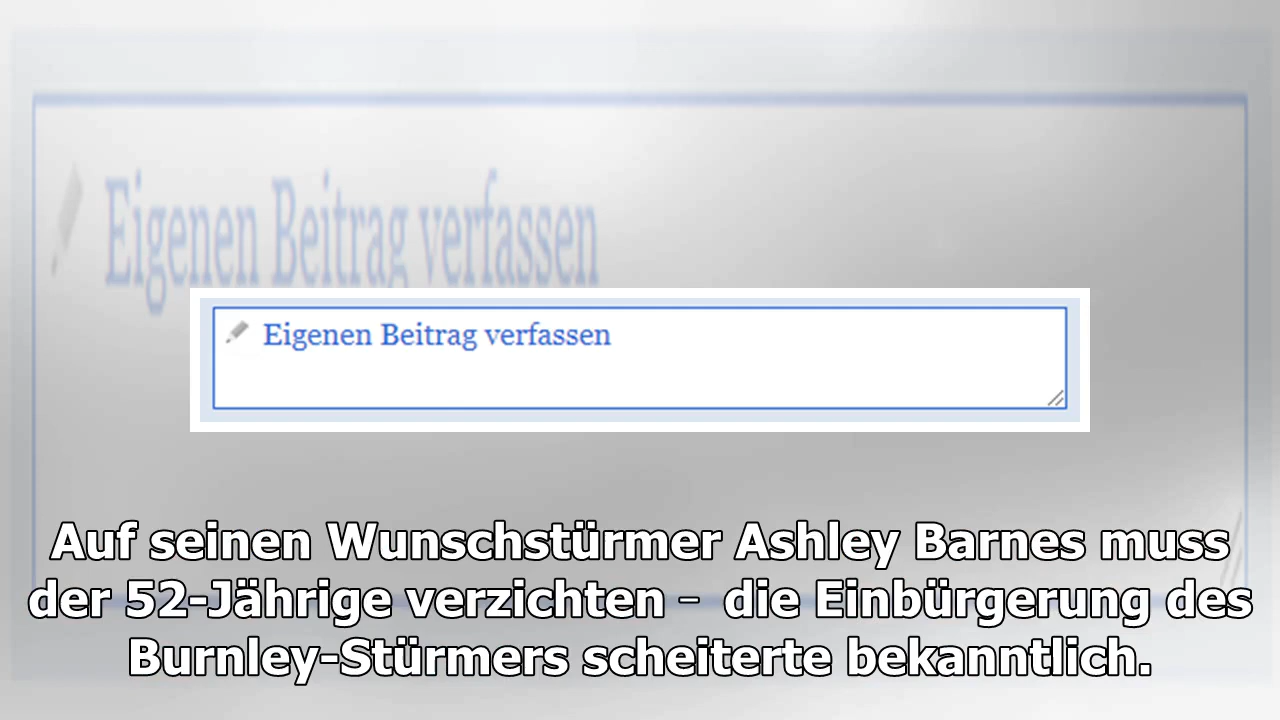 Eigenen Beitrag verfassen
Eigenen Beitrag verfassen
Auf seinen Wunschstürmer Ashley Barnes muss
der 52-Jährige verzichten – die Einbürgerung des
Burnley-Stürmers scheiterte bekanntlich.